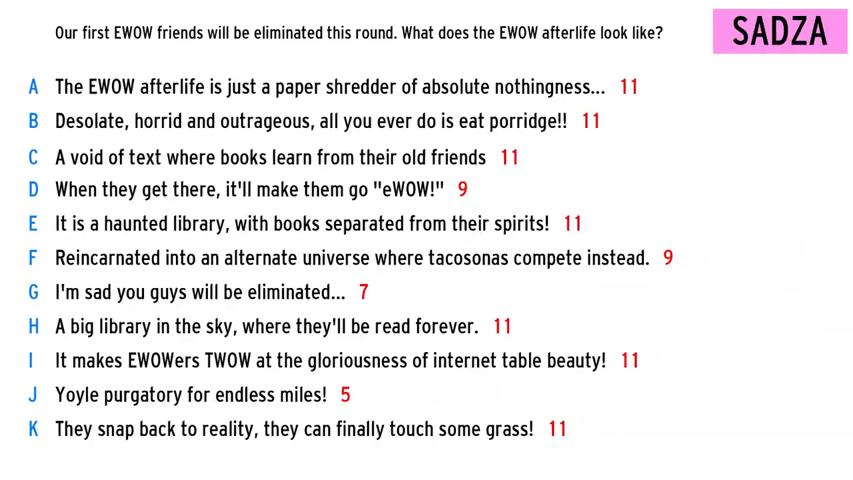 Our first EWOW friends will be eliminated this round. What does the EWOW afterlife look like?
SADZA
A The EWOW afterlife is just a paper shredder of absolute nothingness... 11
B Desolate, horrid and outrageous, all you ever do is eat porridge!! 11
C A void of text where books learn from their old friends 11
D When they get there, it'll make them go "eWOW!" 9
E It is a haunted library, with books separated from their spirits! 11
F Reincarnated into an alternate universe where tacosonas compete instead. 9
G I'm sad you guys will be eliminated... 7
H A big library in the sky, where they'll be read forever. 11
I It makes EWOWers TWOW at the gloriousness of internet table beauty! 11
J Yoyle purgatory for endless miles! 5
K They snap back to reality, they can finally touch some grass! 11